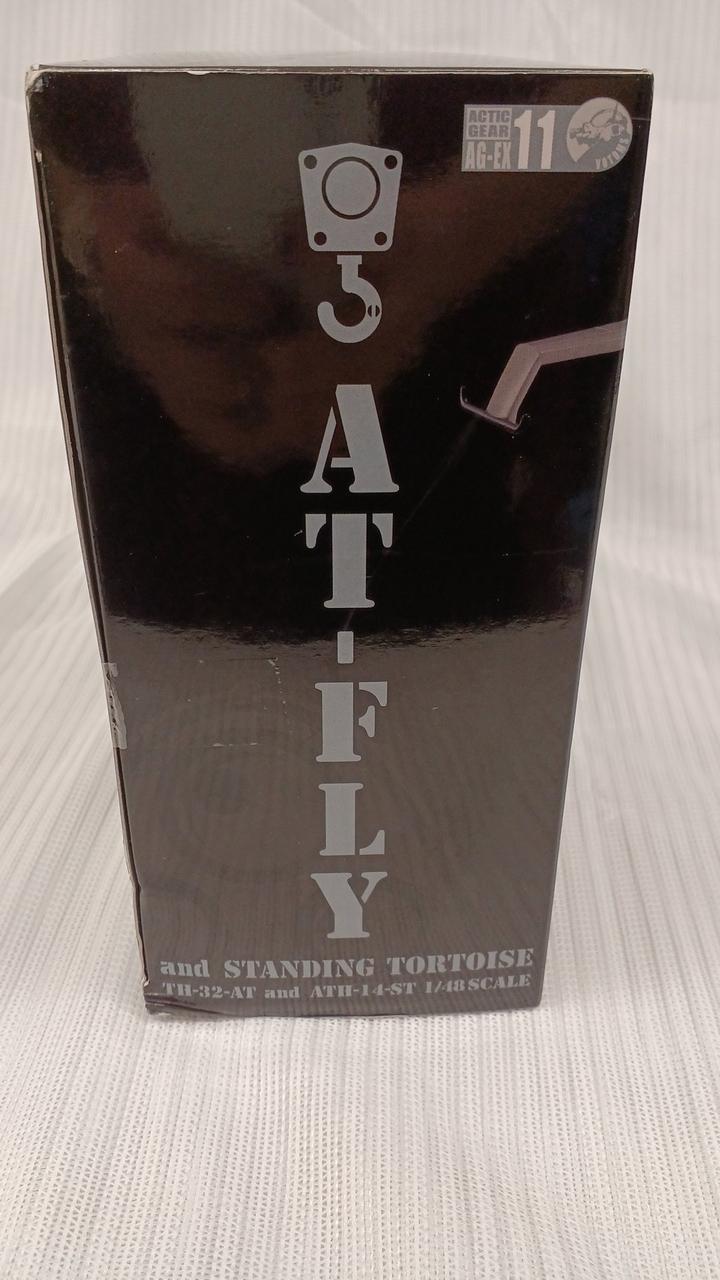 ACTIC
GEAR
AG-EX 11
VOTOMS
AT-FLY
and STANDING TORTOISE
TH-32-AT and ATH-14-ST 1/48 SCALE